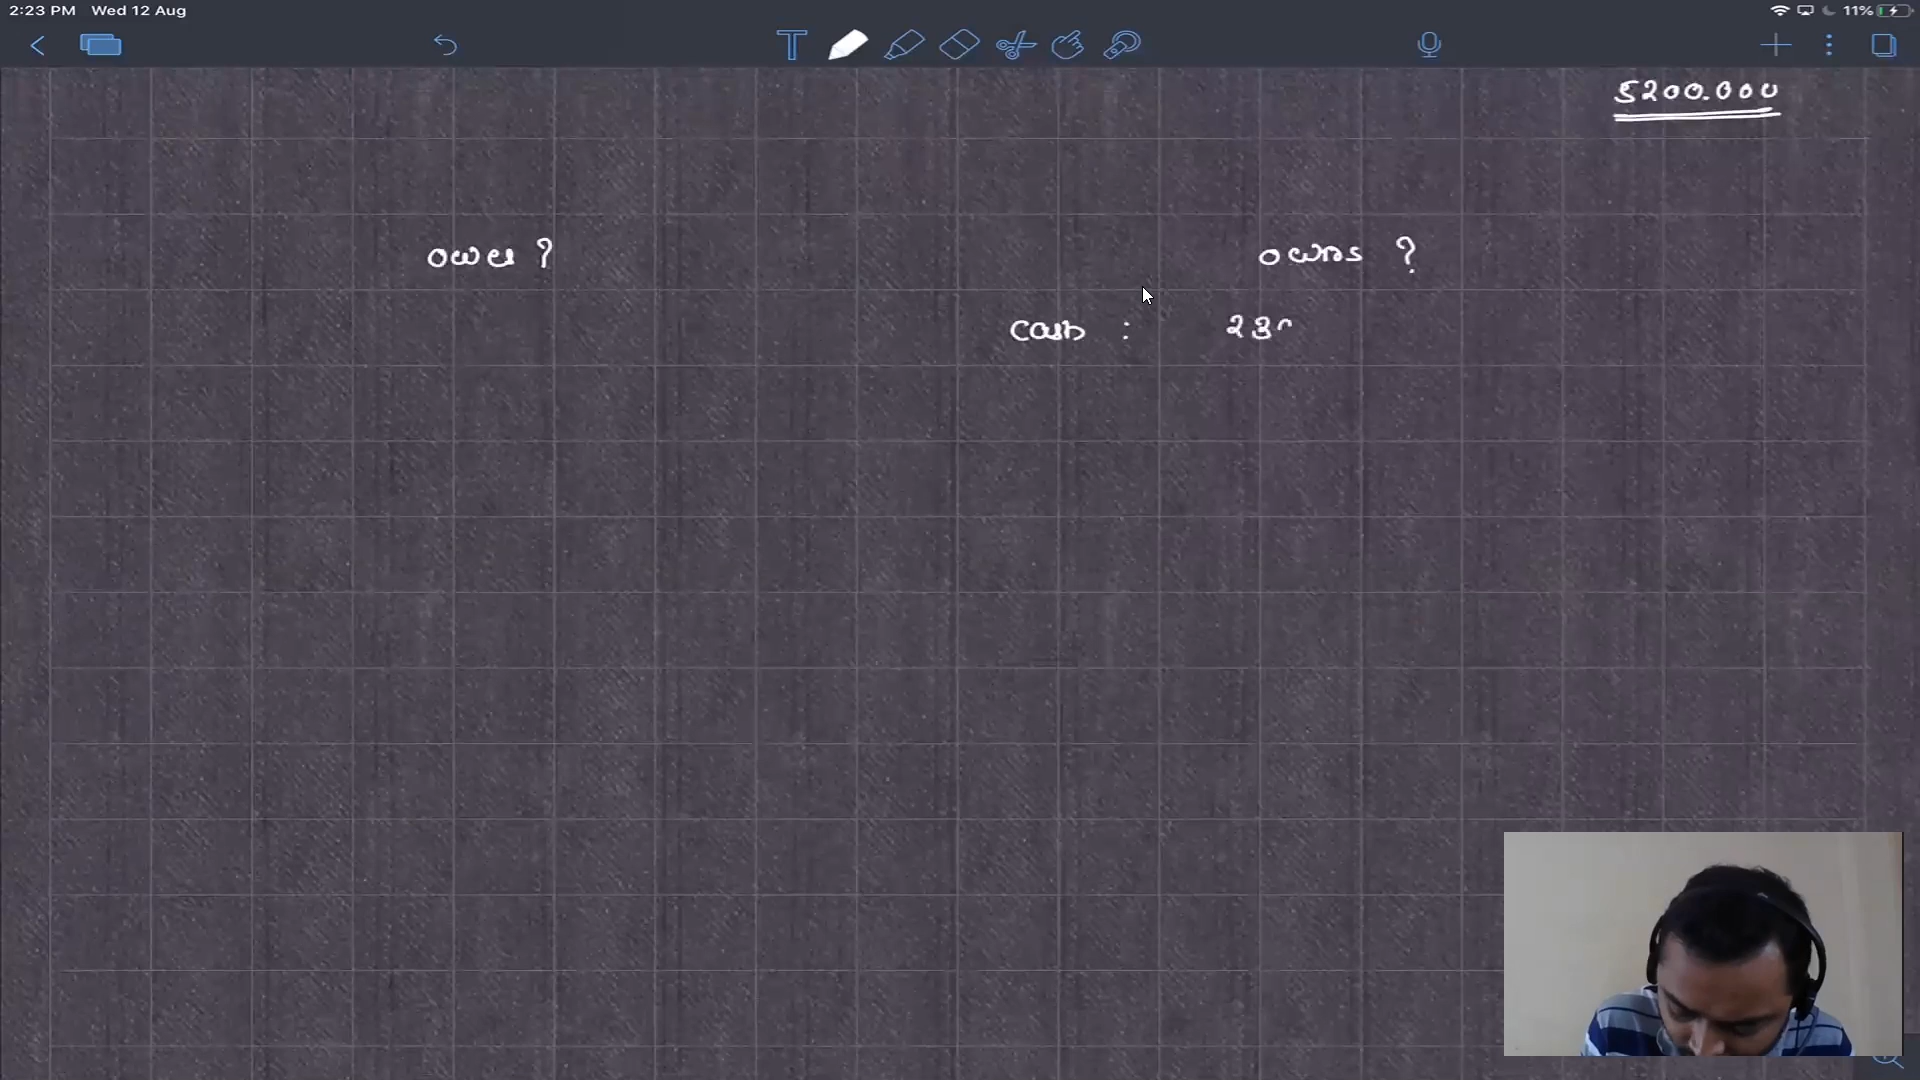 2:23 PM Wed 12 Aug
11%
T
5200.000
owes ? owns ?
cash : 23